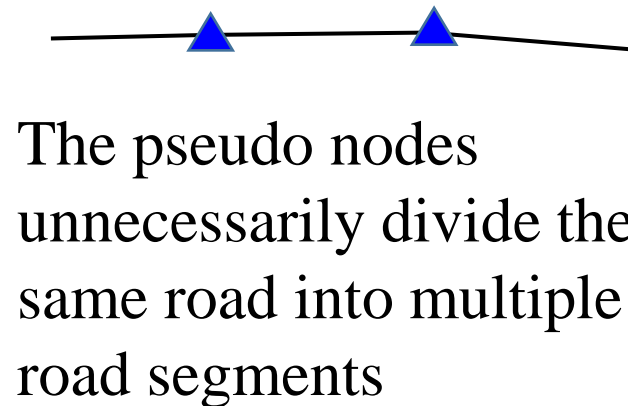 The pseudo nodes
unnecessarily divide the
same road into multiple
road segments